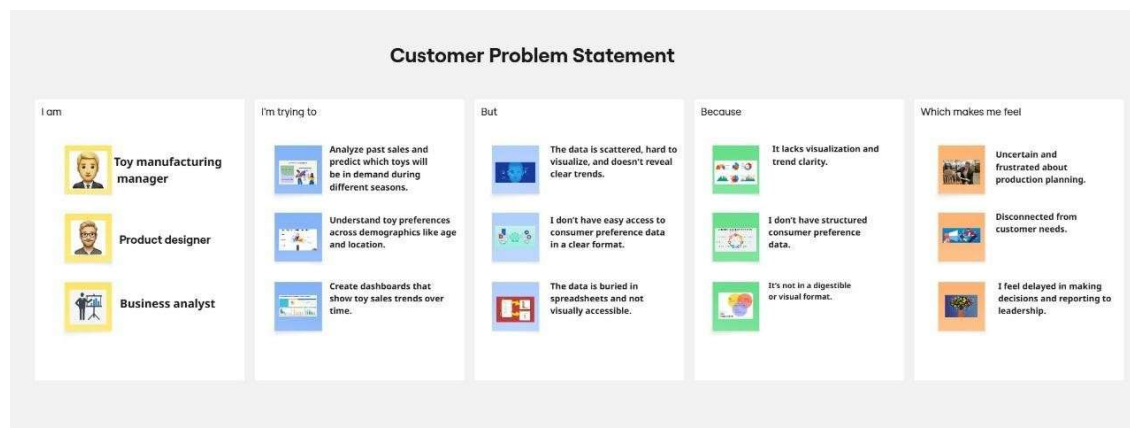 Customer Problem Statement
I am
Toy manufacturing
manager
Product designer
Business analyst
I'm trying to
Analyze past sales and
predict which toys will
be in demand during
different seasons.
Understand toy preferences
across demographics like age
and location.
Create dashboards that
show toy sales trends over
time.
But
The data is scattered, hard to
visualize, and doesn't reveal
clear trends.
I don't have easy access to
consumer preference data
in a clear format.
The data is buried in
spreadsheets and not
visually accessible.
Because
It lacks visualization and
trend clarity.
I don't have structured
consumer preference
data.
It's not in a digestible
or visual format.
Which makes me feel
Uncertain and
frustrated about
production planning.
Disconnected from
customer needs.
I feel delayed in making
decisions and reporting to
leadership.